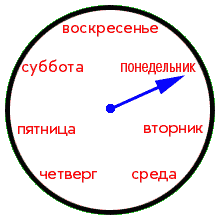 воскресенье
понедельник
вторник
среда
четверг
пятница
суббота